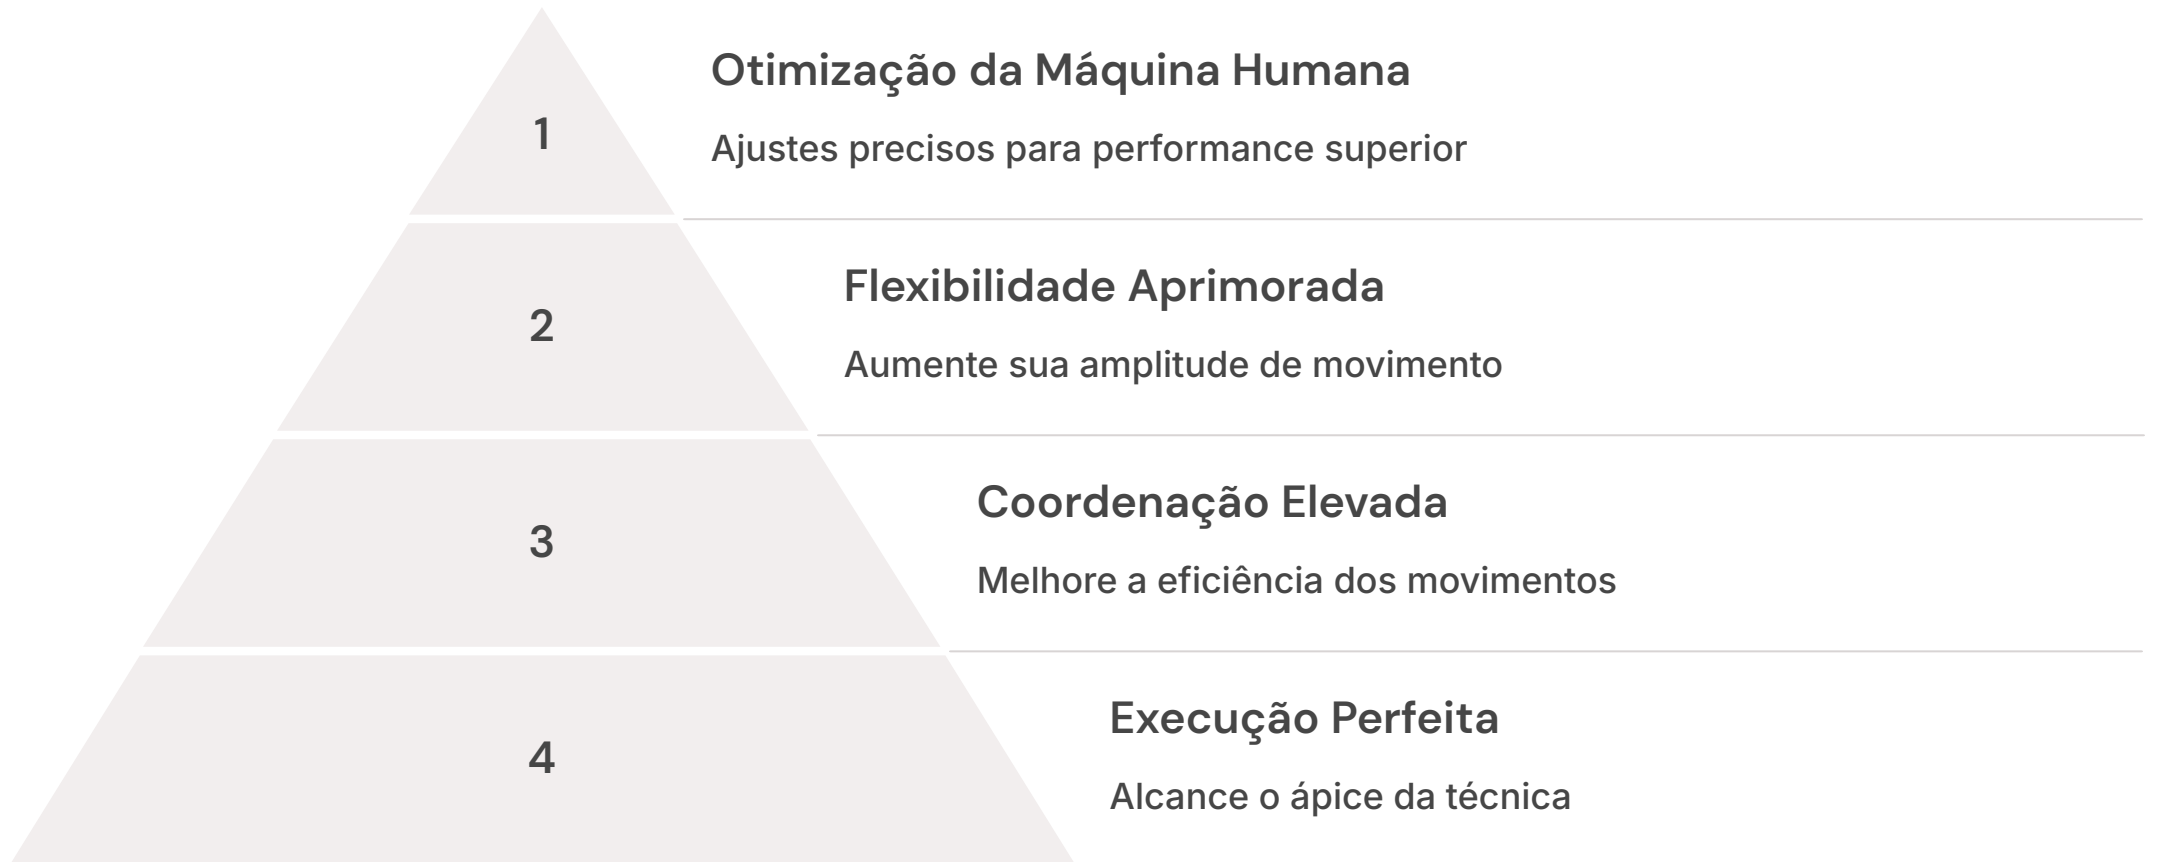 1
Otimização da Máquina Humana
Ajustes precisos para performance superior
2
Flexibilidade Aprimorada
Aumente sua amplitude de movimento
3
Coordenação Elevada
Melhore a eficiência dos movimentos
4
Execução Perfeita
Alcance o ápice da técnica